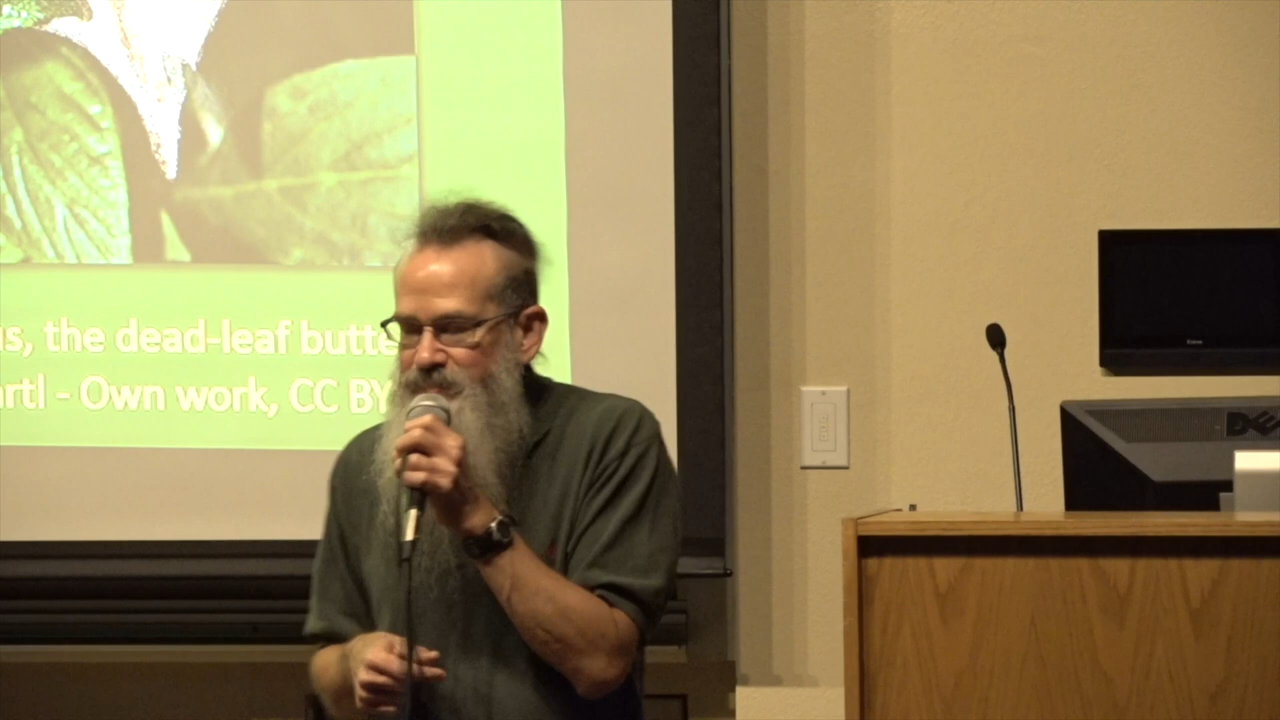 us, the dead-leaf butte
artl - Own work, CC BY
DELL